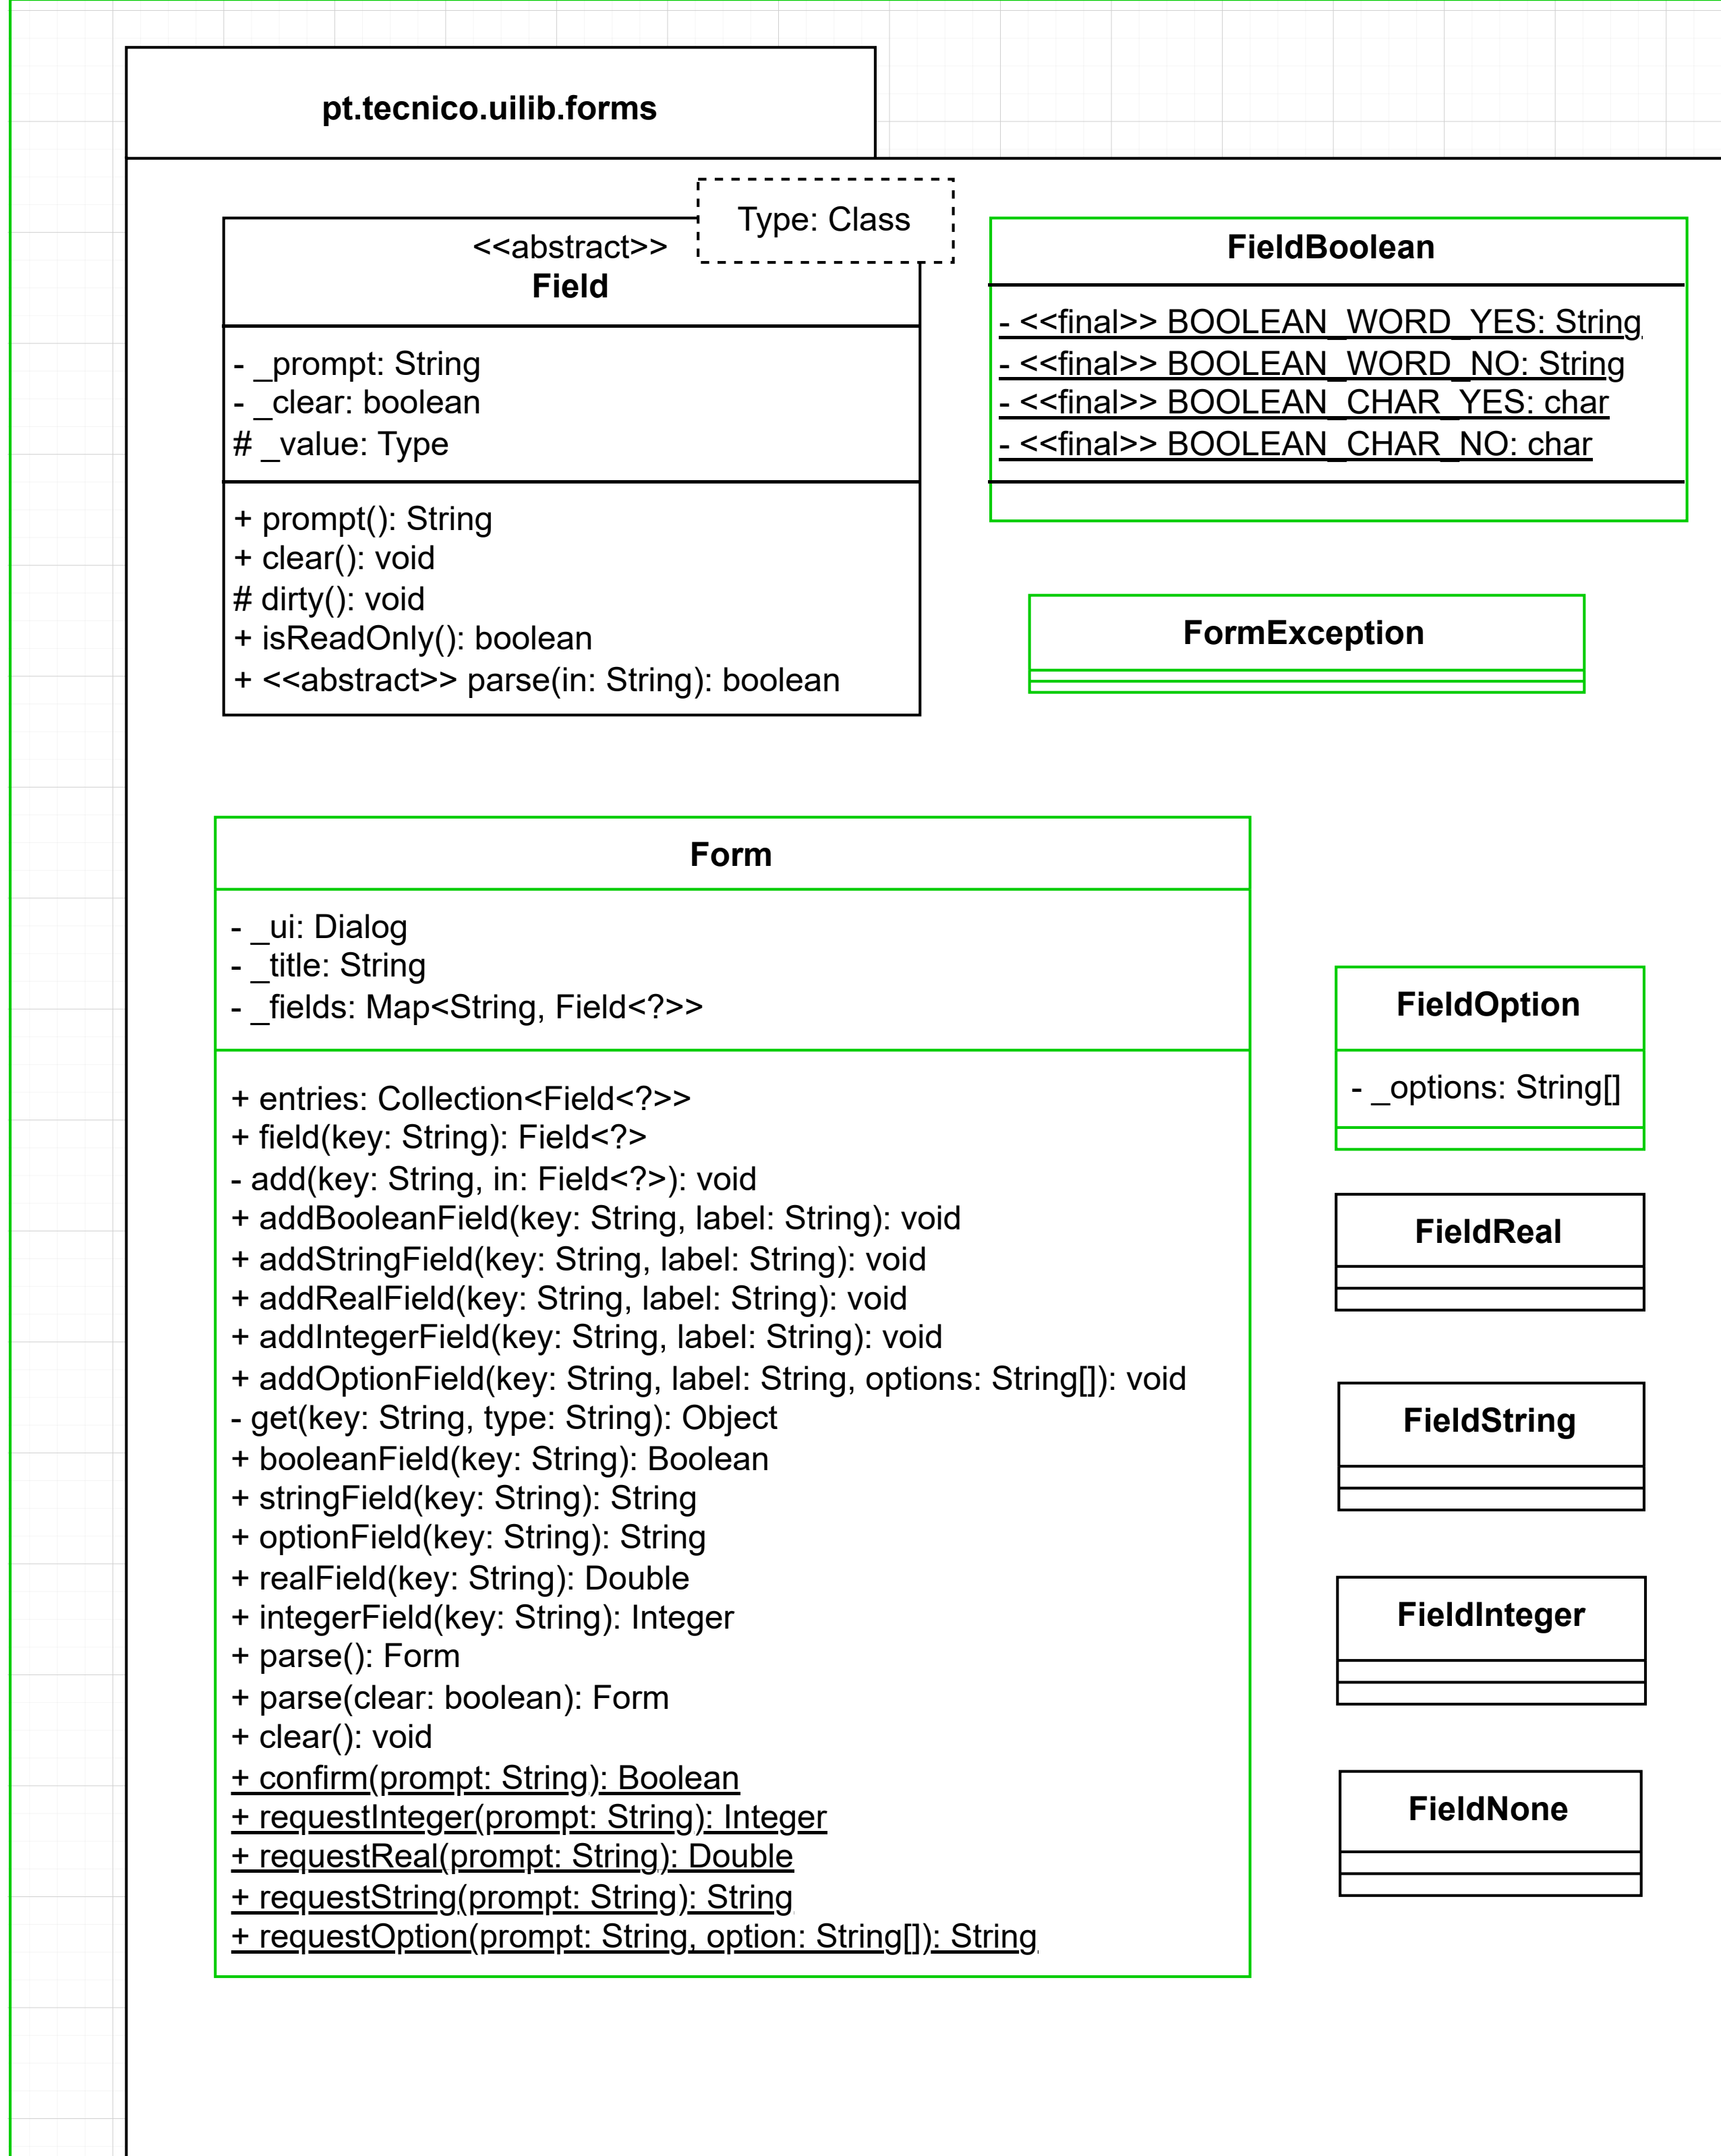 pt.tecnico.uilib.forms
Type: Class
<<abstract>>
Field
- _prompt: String
- _clear: boolean
# _value: Type
+ prompt(): String
+ clear(): void
# dirty(): void
+ isReadOnly(): boolean
+ <<abstract>> parse(in: String): boolean
FieldBoolean
- <<final>> BOOLEAN_WORD_YES: String
- <<final>> BOOLEAN_WORD_NO: String
- <<final>> BOOLEAN_CHAR_YES: char
- <<final>> BOOLEAN_CHAR_NO: char
FormException
Form
- _ui: Dialog
- _title: String
- _fields: Map<String, Field<?>>
+ entries: Collection<Field<?>>
+ field(key: String): Field<?>
- add(key: String, in: Field<?>): void
+ addBooleanField(key: String, label: String): void
+ addStringField(key: String, label: String): void
+ addRealField(key: String, label: String): void
+ addIntegerField(key: String, label: String): void
+ addOptionField(key: String, label: String, options: String[]): void
- get(key: String, type: String): Object
+ booleanField(key: String): Boolean
+ stringField(key: String): String
+ optionField(key: String): String
+ realField(key: String): Double
+ integerField(key: String): Integer
+ parse(): Form
+ parse(clear: boolean): Form
+ clear(): void
+ confirm(prompt: String): Boolean
+ requestInteger(prompt: String): Integer
+ requestReal(prompt: String): Double
+ requestString(prompt: String): String
+ requestOption(prompt: String, option: String[]): String
FieldOption
- _options: String[]
FieldReal
FieldString
FieldInteger
FieldNone